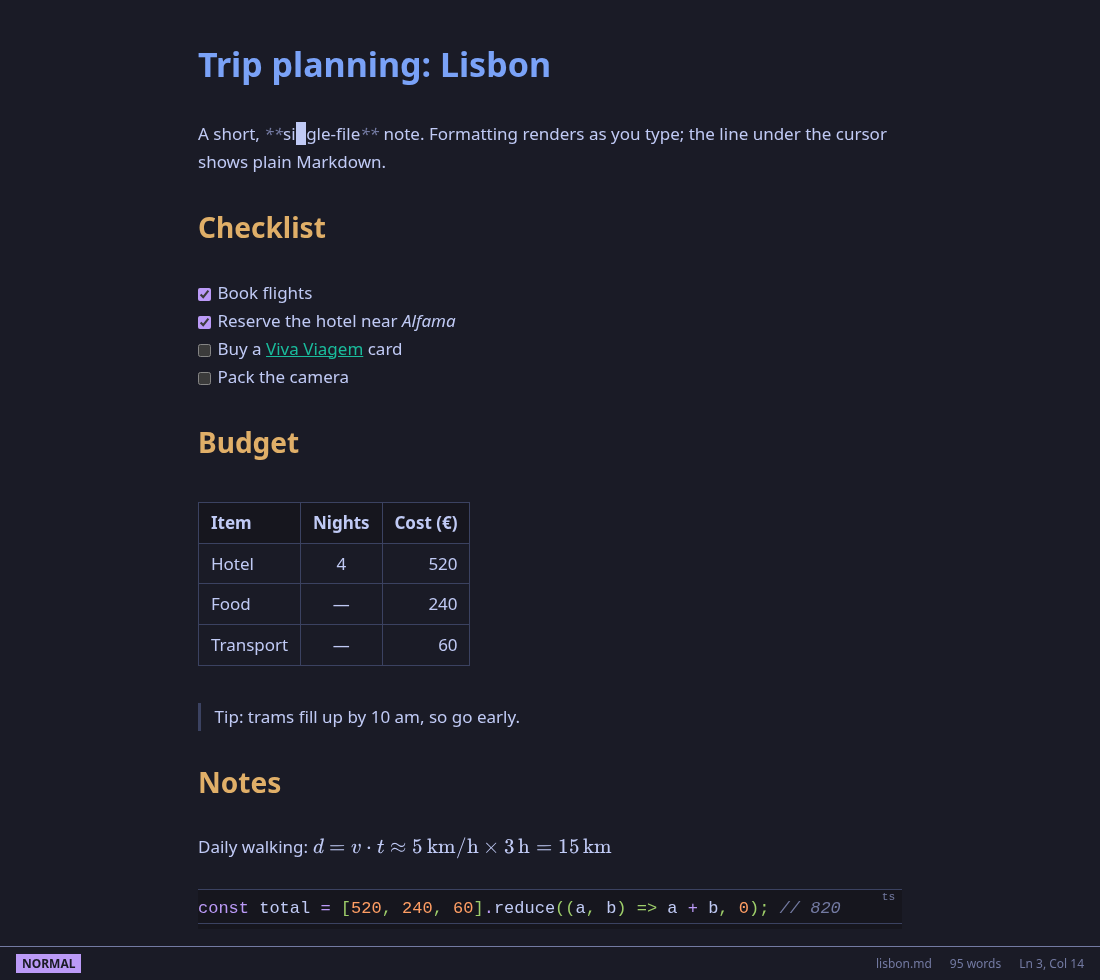 Trip planning: Lisbon
A short, **single-file** note. Formatting renders as you type; the line under the cursor
shows plain Markdown.
Checklist
Book flights
Reserve the hotel near Alfama
Buy a Viva Viagem card
Pack the camera
Budget
Item Nights Cost (€)
Hotel 4 520
Food — 240
Transport — 60
Tip: trams fill up by 10 am, so go early.
Notes
Daily walking: d = v · t ≈ 5 km/h × 3 h = 15 km
ts
const total = [520, 240, 60].reduce((a, b) => a + b, 0); // 820
NORMAL lisbon.md 95 words Ln 3, Col 14